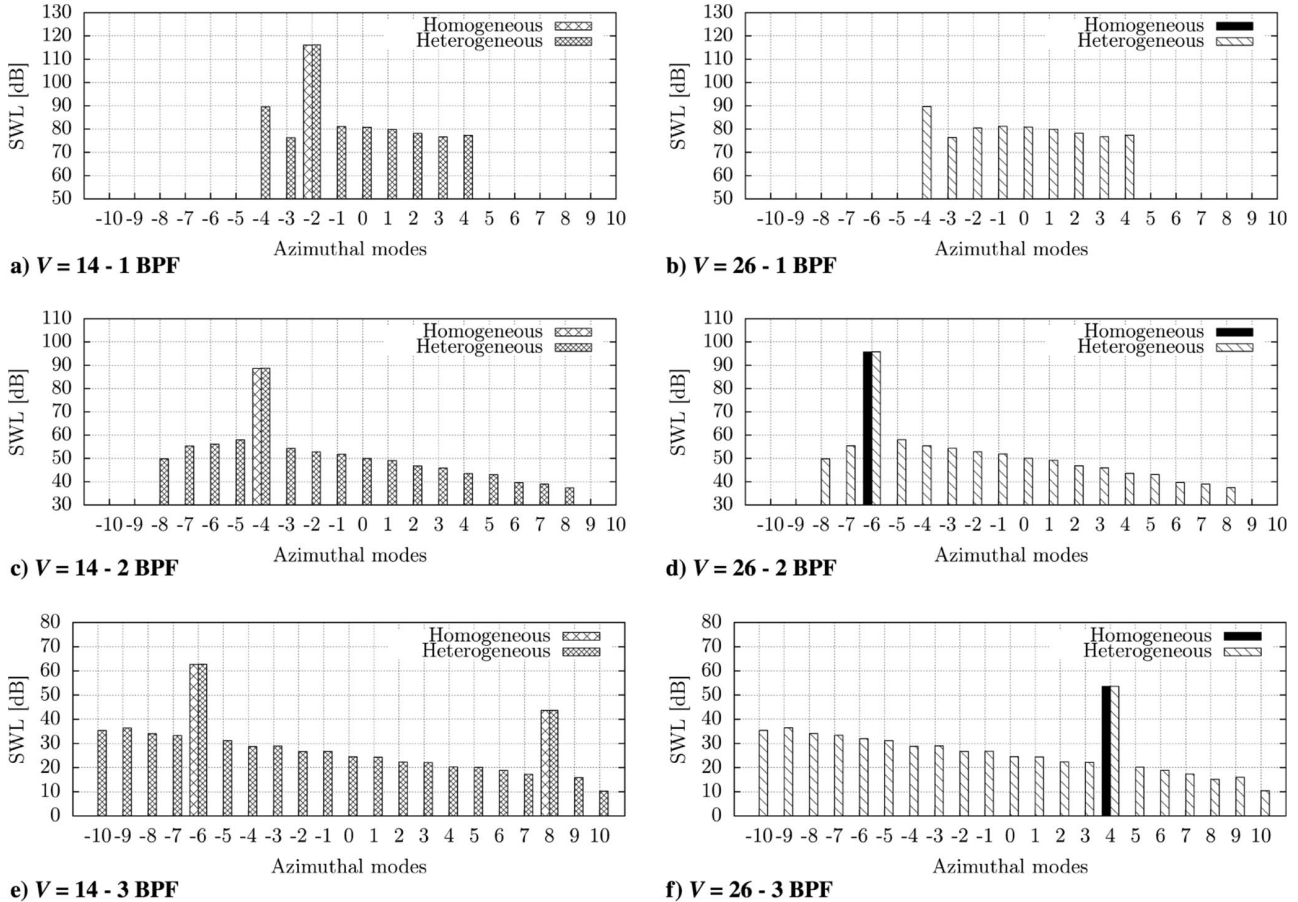 130
120
110
100
90
80
70
60
50
SWL [dB]
Homogeneous
Heterogeneous
-10 -9 -8 -7 -6 -5 -4 -3 -2 -1 0 1 2 3 4 5 6 7 8 9 10
Azimuthal modes
a) V = 14 - 1 BPF
130
120
110
100
90
80
70
60
50
SWL [dB]
Homogeneous
Heterogeneous
-10 -9 -8 -7 -6 -5 -4 -3 -2 -1 0 1 2 3 4 5 6 7 8 9 10
Azimuthal modes
b) V = 26 - 1 BPF
110
100
90
80
70
60
50
40
30
SWL [dB]
Homogeneous
Heterogeneous
-10 -9 -8 -7 -6 -5 -4 -3 -2 -1 0 1 2 3 4 5 6 7 8 9 10
Azimuthal modes
c) V = 14 - 2 BPF
110
100
90
80
70
60
50
40
30
SWL [dB]
Homogeneous
Heterogeneous
-10 -9 -8 -7 -6 -5 -4 -3 -2 -1 0 1 2 3 4 5 6 7 8 9 10
Azimuthal modes
d) V = 26 - 2 BPF
80
70
60
50
40
30
20
10
0
SWL [dB]
Homogeneous
Heterogeneous
-10 -9 -8 -7 -6 -5 -4 -3 -2 -1 0 1 2 3 4 5 6 7 8 9 10
Azimuthal modes
e) V = 14 - 3 BPF
80
70
60
50
40
30
20
10
0
SWL [dB]
Homogeneous
Heterogeneous
-10 -9 -8 -7 -6 -5 -4 -3 -2 -1 0 1 2 3 4 5 6 7 8 9 10
Azimuthal modes
f) V = 26 - 3 BPF